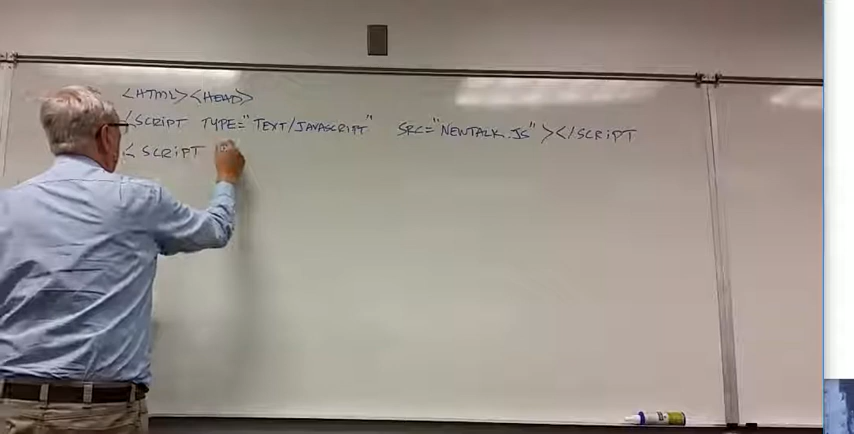 <HTML><HEAD>
<SCRIPT TYPE="TEXT/JAVASCRIPT" SRC="NEWTALK.JS"></SCRIPT
<SCRIPT